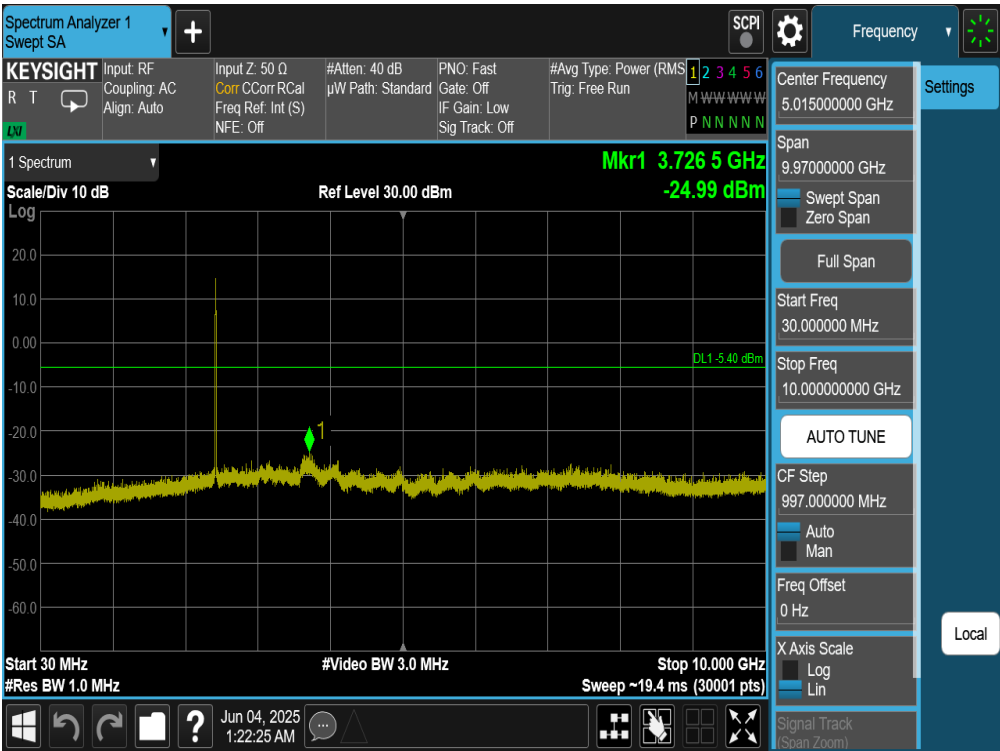 Spectrum Analyzer 1
Swept SA
+
SCPI
Frequency
KEYSIGHT
R T
LXI
Input: RF
Coupling: AC
Align: Auto
Input Z: 50 Ω
Corr CCorr RCal
Freq Ref: Int (S)
NFE: Off
#Atten: 40 dB
µW Path: Standard
PNO: Fast
Gate: Off
IF Gain: Low
Sig Track: Off
#Avg Type: Power (RMS
Trig: Free Run
1 2 3 4 5 6
M W W W W W
P N N N N N
1 Spectrum
Mkr1 3.726 5 GHz
-24.99 dBm
Scale/Div 10 dB
Ref Level 30.00 dBm
Log
20.0
10.0
0.00
-10.0
-20.0
-30.0
-40.0
-50.0
-60.0
DL1 -5.40 dBm
1
Start 30 MHz
#Video BW 3.0 MHz
Stop 10.000 GHz
#Res BW 1.0 MHz
Sweep ~19.4 ms (30001 pts)
Center Frequency
5.015000000 GHz
Span
9.97000000 GHz
Swept Span
Zero Span
Full Span
Start Freq
30.000000 MHz
Stop Freq
10.000000000 GHz
AUTO TUNE
CF Step
997.000000 MHz
Auto
Man
Freq Offset
0 Hz
X Axis Scale
Log
Lin
Signal Track
(Span Zoom)
Settings
Local
?
Jun 04, 2025
1:22:25 AM